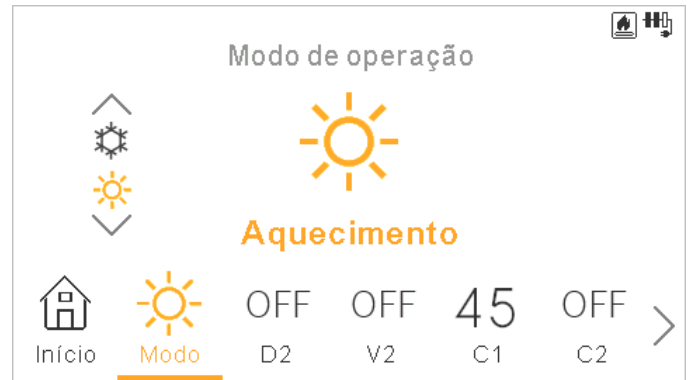 Modo de operação
Aquecimento
OFF OFF 45 OFF
Início Modo D2 V2 C1 C2